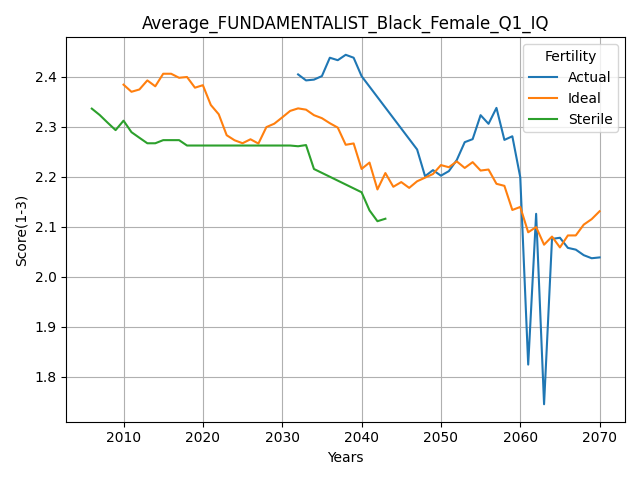 Average_FUNDAMENTALIST_Black_Female_Q1_IQ
Fertility
Actual
Ideal
Sterile
Score(1-3)
2.4
2.3
2.2
2.1
2.0
1.9
1.8
2010 2020 2030 2040 2050 2060 2070
Years